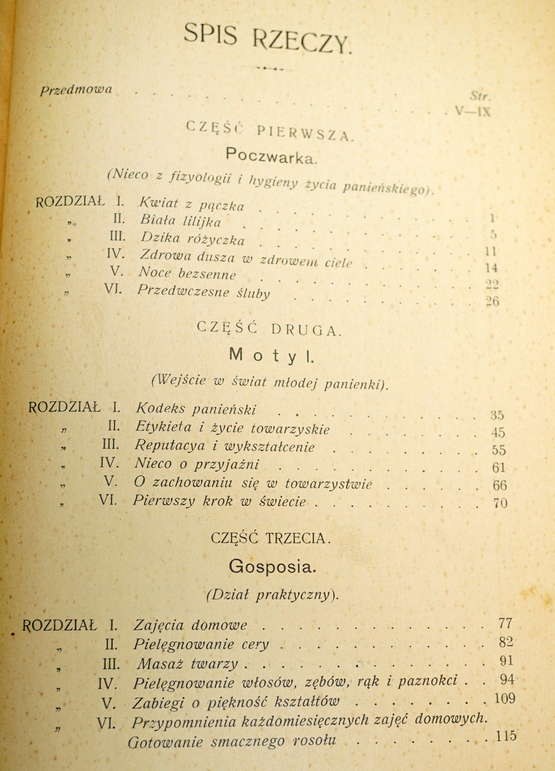 SPIS RZECZY.
Str.
Przedmowa . . . . . . . . . . . . V—IX
CZĘŚĆ PIERWSZA.
Poczwarka.
(Nieco z fizyologii i hygieny życia panieńskiego).
ROZDZIAŁ I. Kwiat z pączka . . . . . . . . 1
„ II. Biała lilijka . . . . . . . . 5
„ III. Dzika różyczka . . . . . . . . 11
„ IV. Zdrowa dusza w zdrowem ciele . . . . 14
„ V. Noce bezsenne . . . . . . . . 22
„ VI. Przedwczesne śluby . . . . . . . 26
CZĘŚĆ DRUGA.
Motyl.
(Wejście w świat młodej panienki).
ROZDZIAŁ I. Kodeks panieński . . . . . . . . 35
„ II. Etykieta i życie towarzyskie . . . . . 45
„ III. Reputacya i wykształcenie . . . . . . 55
„ IV. Nieco o przyjaźni . . . . . . . . 61
„ V. O zachowaniu się w towarzystwie . . . . 66
„ VI. Pierwszy krok w świecie . . . . . . . 70
CZĘŚĆ TRZECIA.
Gosposia.
(Dział praktyczny).
ROZDZIAŁ I. Zajęcia domowe . . . . . . . . . 77
„ II. Pielęgnowanie cery . . . . . . . . 82
„ III. Masaż twarzy . . . . . . . . . . 91
„ IV. Pielęgnowanie włosów, zębów, rąk i paznokci . . 94
„ V. Zabiegi o piękność kształtów . . . . . 109
„ VI. Przypomnienia każdomiesięcznych zajęć domowych.
Gotowanie smacznego rosołu . . . . . . 115